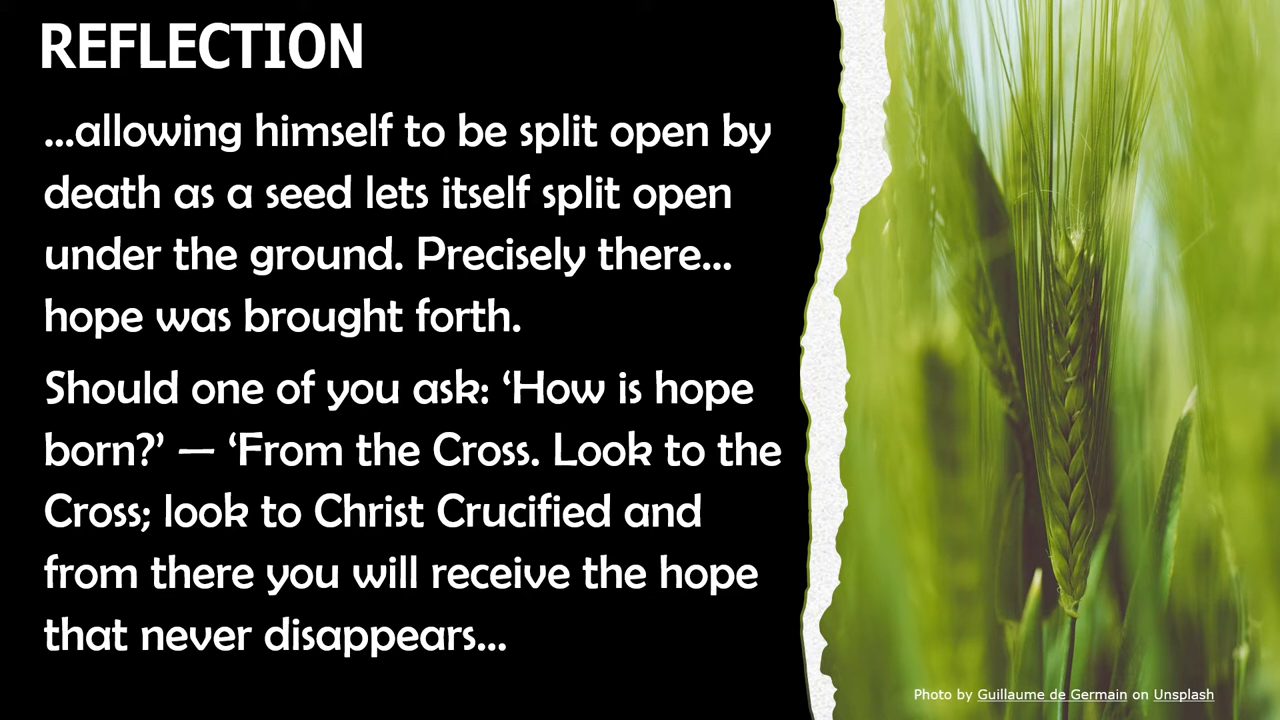 REFLECTION
...allowing himself to be split open by
death as a seed lets itself split open
under the ground. Precisely there...
hope was brought forth.
Should one of you ask: ‘How is hope
born?’ — ‘From the Cross. Look to the
Cross; look to Christ Crucified and
from there you will receive the hope
that never disappears...
Photo by Guillaume de Germain on Unsplash